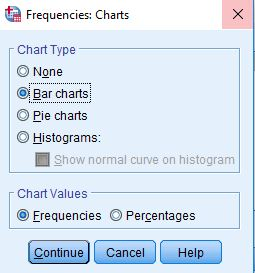 Frequencies: Charts
Chart Type
None
Bar charts
Pie charts
Histograms:
Show normal curve on histogram
Chart Values
Frequencies Percentages
Continue Cancel Help